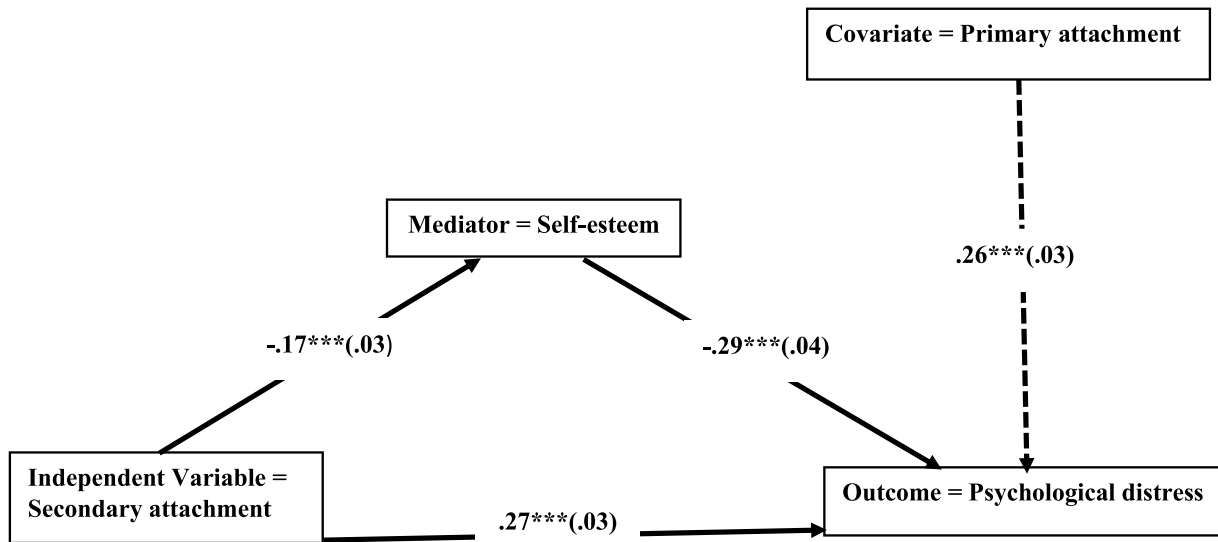 Covariate = Primary attachment
Mediator = Self-esteem
.26***(.03)
-.17***(.03)
-.29***(.04)
Independent Variable =
Secondary attachment
Outcome = Psychological distress
.27***(.03)